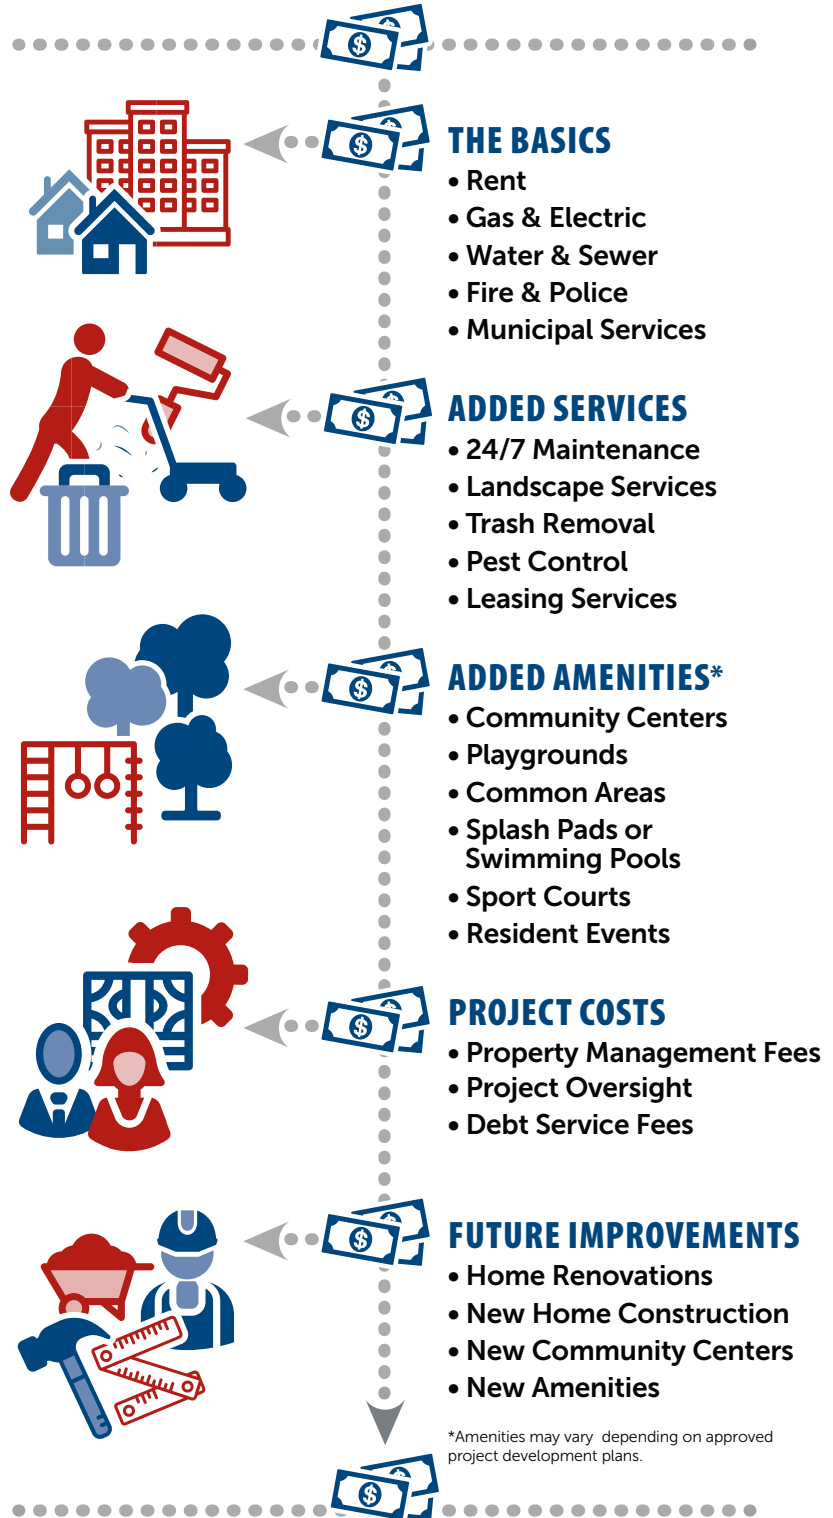 $
$
THE BASICS
• Rent
• Gas & Electric
• Water & Sewer
• Fire & Police
• Municipal Services
$
ADDED SERVICES
• 24/7 Maintenance
• Landscape Services
• Trash Removal
• Pest Control
• Leasing Services
$
ADDED AMENITIES*
• Community Centers
• Playgrounds
• Common Areas
• Splash Pads or
Swimming Pools
• Sport Courts
• Resident Events
$
PROJECT COSTS
• Property Management Fees
• Project Oversight
• Debt Service Fees
$
FUTURE IMPROVEMENTS
• Home Renovations
• New Home Construction
• New Community Centers
• New Amenities
*Amenities may vary depending on approved
project development plans.
$